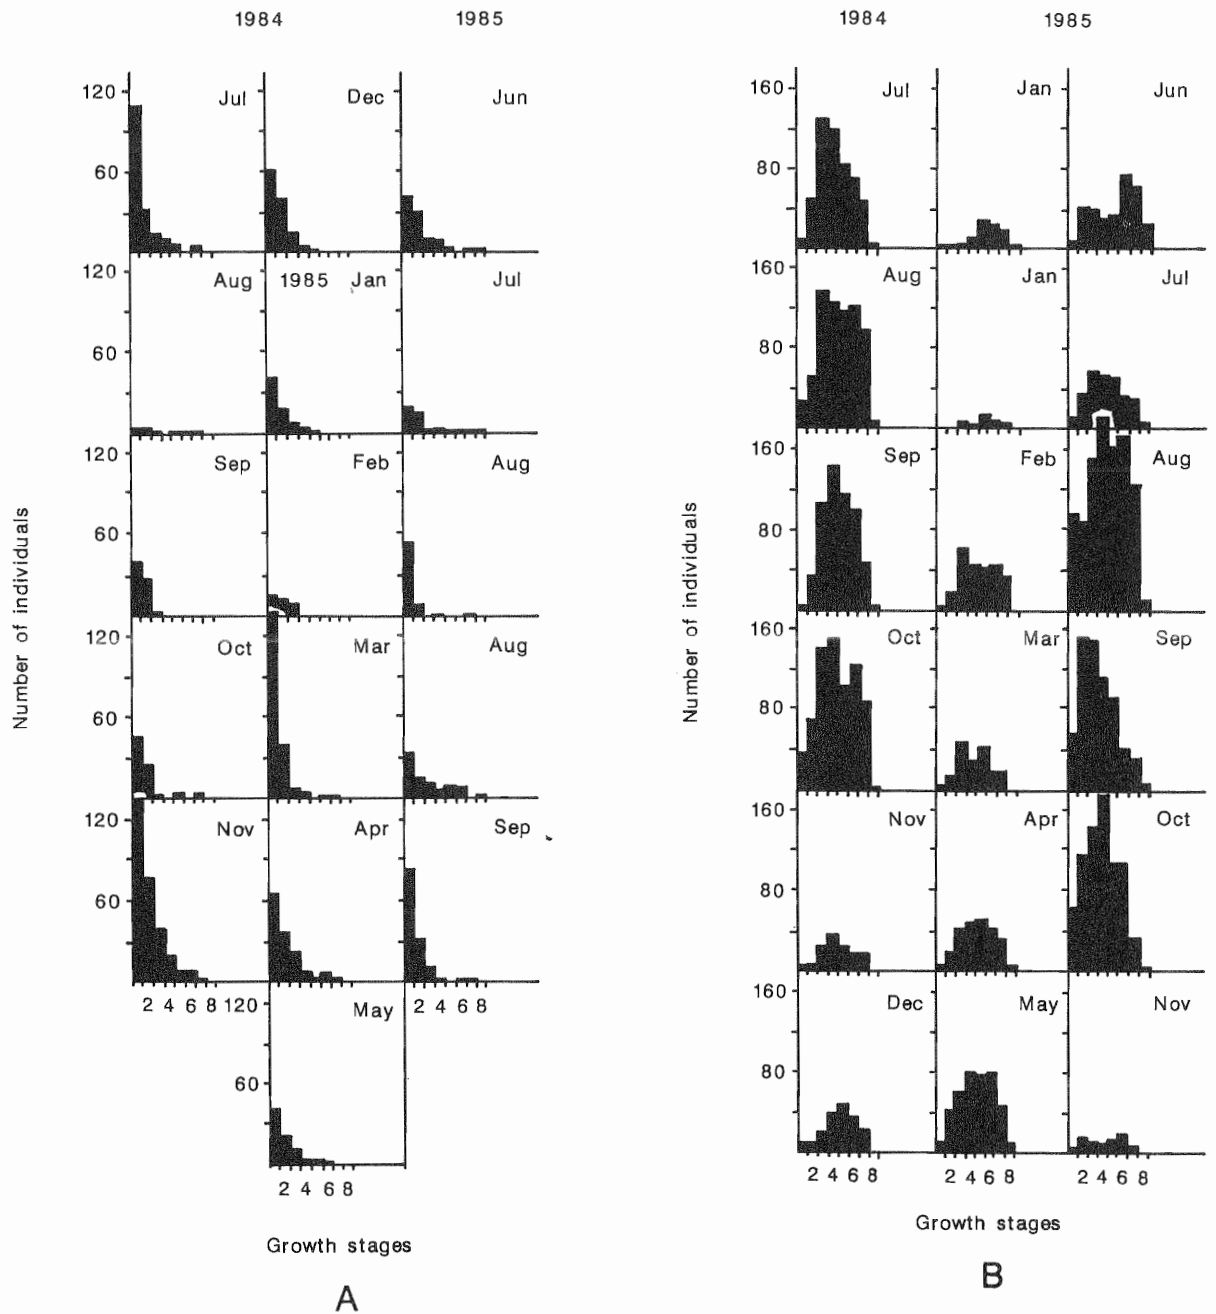 1984 1985
120 Jul Dec Jun
60
120 Aug 1985 Jan Jul
60
120 Sep Feb Aug
60
120 Oct Mar Aug
60
120 Nov Apr Sep
60
2 4 6 8 120 May 2 4 6 8
60
2 4 6 8
Number of individuals
Growth stages
A
1984 1985
160 Jul Jan Jun
80
160 Aug Jan Jul
80
160 Sep Feb Aug
80
160 Oct Mar Sep
80
160 Nov Apr Oct
80
160 Dec May Nov
80
2 4 6 8 2 4 6 8 2 4 6 8
Number of individuals
Growth stages
B